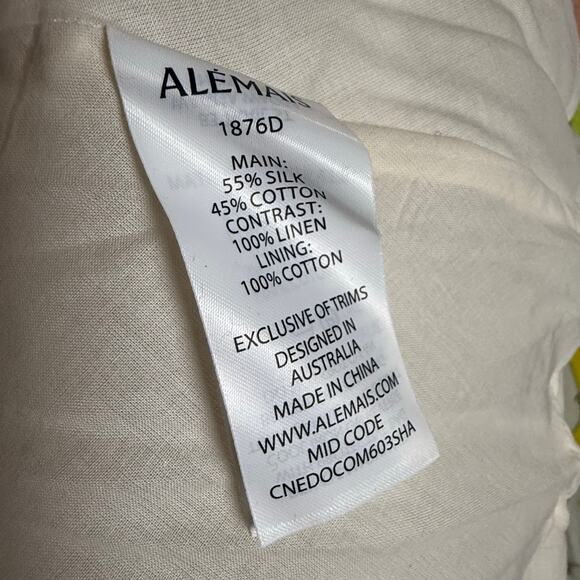 ALÉMAIS
1876D
MAIN:
55% SILK
45% COTTON
CONTRAST:
100% LINEN
LINING:
100% COTTON
EXCLUSIVE OF TRIMS
DESIGNED IN
AUSTRALIA
MADE IN CHINA
WWW.ALEMAIS.COM
MID CODE
CNEDOCOM603SHA